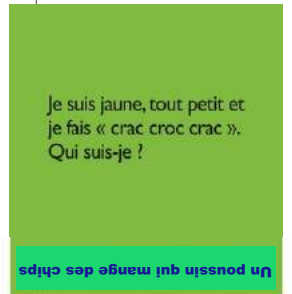 Je suis jaune, tout petit et
je fais « crac croc crac ».
Qui suis-je ?
Un poussin qui mange des chips